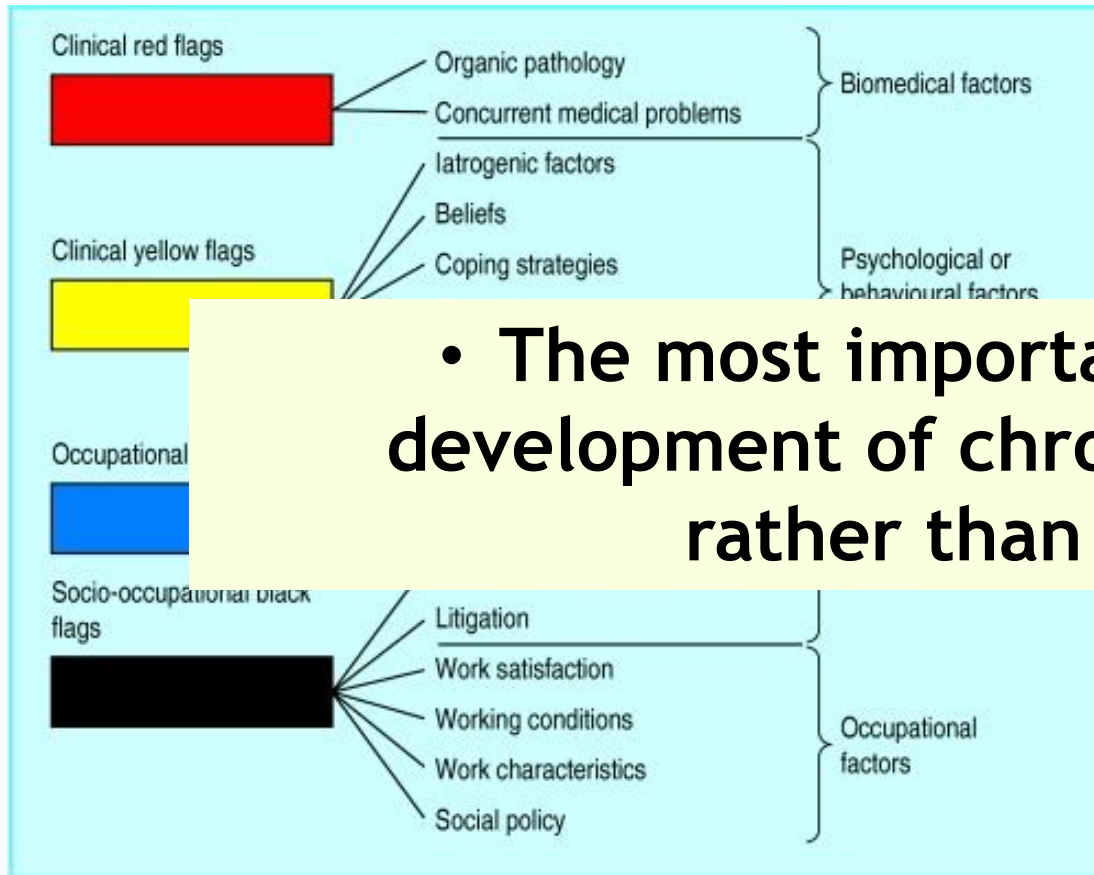 Clinical red flags
Organic pathology
Concurrent medical problems
Biomedical factors
Iatrogenic factors
Beliefs
Coping strategies
Clinical yellow flags
Psychological or
behavioural factors
• The most importa
development of chro
rather than
Occupational
Socio-occupational black
flags
Litigation
Work satisfaction
Working conditions
Work characteristics
Social policy
Occupational
factors